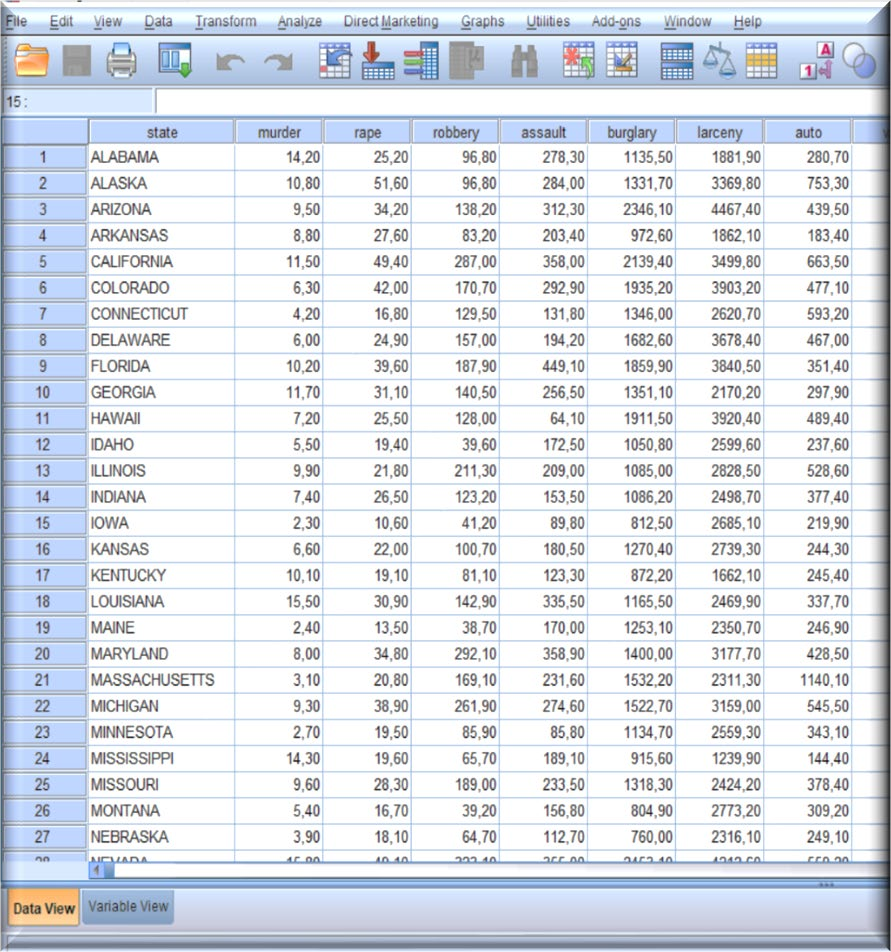 File Edit View Data Transform Analyze Direct Marketing Graphs Utilities Add-ons Window Help
A
1
15 :
state murder rape robbery assault burglary larceny auto
1 ALABAMA 14,20 25,20 96,80 278,30 1135,50 1881,90 280,70
2 ALASKA 10,80 51,60 96,80 284,00 1331,70 3369,80 753,30
3 ARIZONA 9,50 34,20 138,20 312,30 2346,10 4467,40 439,50
4 ARKANSAS 8,80 27,60 83,20 203,40 972,60 1862,10 183,40
5 CALIFORNIA 11,50 49,40 287,00 358,00 2139,40 3499,80 663,50
6 COLORADO 6,30 42,00 170,70 292,90 1935,20 3903,20 477,10
7 CONNECTICUT 4,20 16,80 129,50 131,80 1346,00 2620,70 593,20
8 DELAWARE 6,00 24,90 157,00 194,20 1682,60 3678,40 467,00
9 FLORIDA 10,20 39,60 187,90 449,10 1859,90 3840,50 351,40
10 GEORGIA 11,70 31,10 140,50 256,50 1351,10 2170,20 297,90
11 HAWAII 7,20 25,50 128,00 64,10 1911,50 3920,40 489,40
12 IDAHO 5,50 19,40 39,60 172,50 1050,80 2599,60 237,60
13 ILLINOIS 9,90 21,80 211,30 209,00 1085,00 2828,50 528,60
14 INDIANA 7,40 26,50 123,20 153,50 1086,20 2498,70 377,40
15 IOWA 2,30 10,60 41,20 89,80 812,50 2685,10 219,90
16 KANSAS 6,60 22,00 100,70 180,50 1270,40 2739,30 244,30
17 KENTUCKY 10,10 19,10 81,10 123,30 872,20 1662,10 245,40
18 LOUISIANA 15,50 30,90 142,90 335,50 1165,50 2469,90 337,70
19 MAINE 2,40 13,50 38,70 170,00 1253,10 2350,70 246,90
20 MARYLAND 8,00 34,80 292,10 358,90 1400,00 3177,70 428,50
21 MASSACHUSETTS 3,10 20,80 169,10 231,60 1532,20 2311,30 1140,10
22 MICHIGAN 9,30 38,90 261,90 274,60 1522,70 3159,00 545,50
23 MINNESOTA 2,70 19,50 85,90 85,80 1134,70 2559,30 343,10
24 MISSISSIPPI 14,30 19,60 65,70 189,10 915,60 1239,90 144,40
25 MISSOURI 9,60 28,30 189,00 233,50 1318,30 2424,20 378,40
26 MONTANA 5,40 16,70 39,20 156,80 804,90 2773,20 309,20
27 NEBRASKA 3,90 18,10 64,70 112,70 760,00 2316,10 249,10
28 NEVADA
Data View Variable View